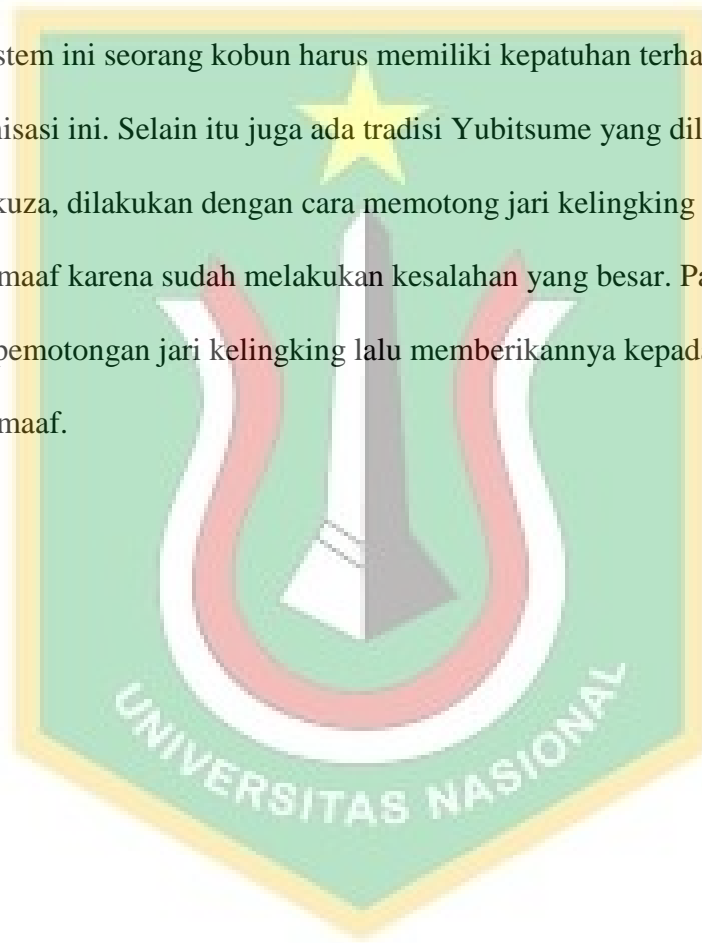 stem ini seorang kobun harus memiliki kepatuhan terha
isasi ini. Selain itu juga ada tradisi Yubitsume yang dil
kuza, dilakukan dengan cara memotong jari kelingking
maaf karena sudah melakukan kesalahan yang besar. Pa
pemotongan jari kelingking lalu memberikannya kepad
maaf.
UNIVERSITAS NASIONAL